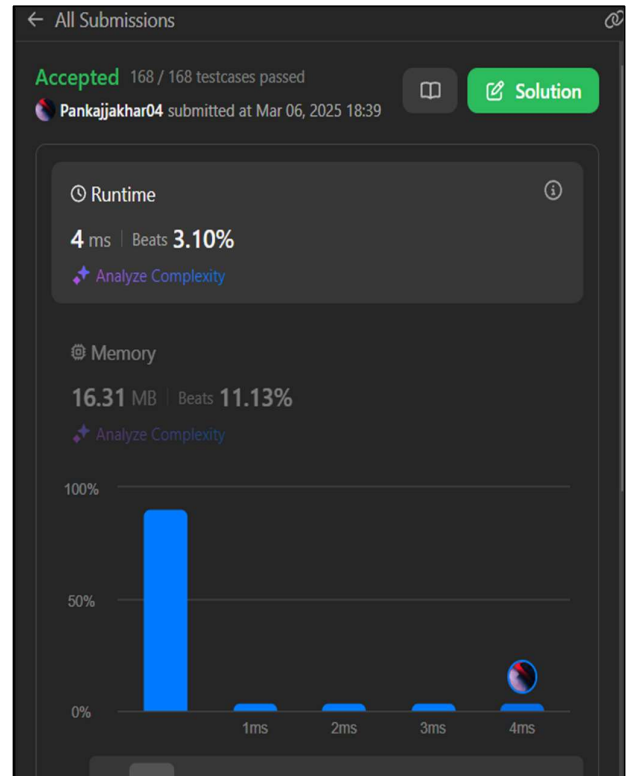 ← All Submissions
Accepted 168 / 168 testcases passed
Solution
Pankajjakhar04 submitted at Mar 06, 2025 18:39
Runtime
4 ms | Beats 3.10%
Analyze Complexity
Memory
16.31 MB | Beats 11.13%
Analyze Complexity
100%
50%
0%
1ms 2ms 3ms 4ms